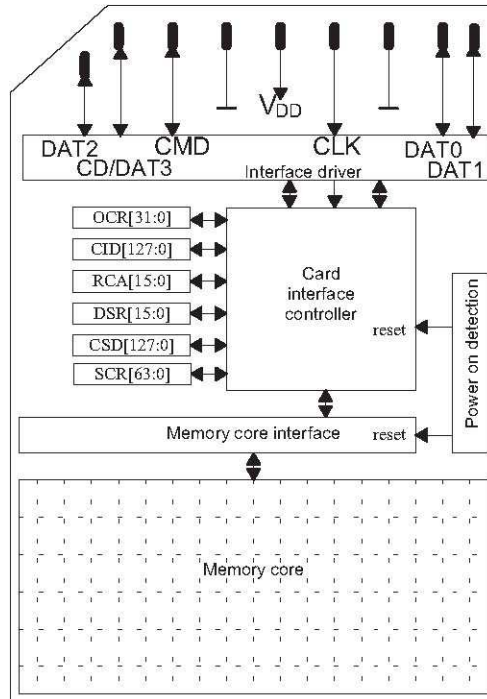 V_DD
DAT2 CMD CLK DAT0
CD/DAT3 Interface driver DAT1
OCR[31:0]
CID[127:0]
RCA[15:0]
DSR[15:0]
CSD[127:0]
SCR[63:0]
Card
interface
controller
reset
Power on detection
Memory core interface reset
Memory core